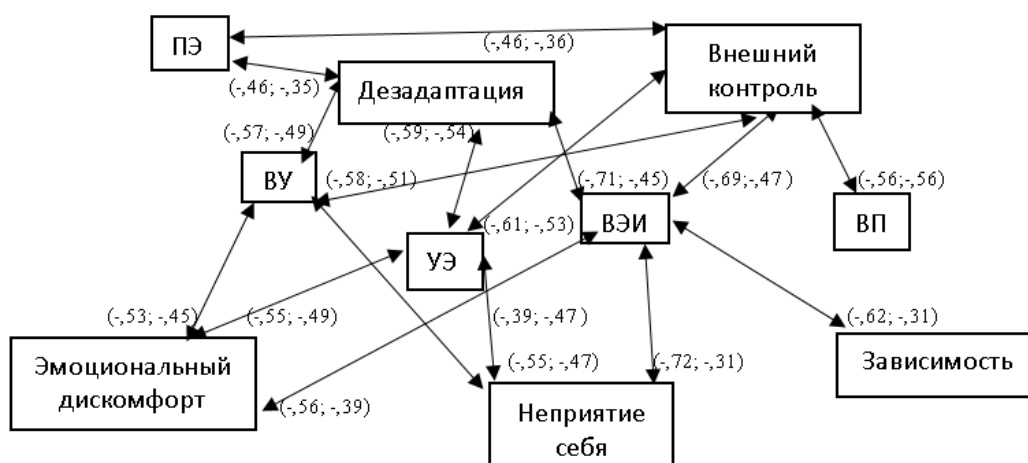 ПЭ
(-,46; -,36)
Внешний
контроль
(-,46; -,35)
Дезадаптация
(-,57; -,49)
(-,59; -,54)
ВУ
(-,58; -,51)
(-,71; -,45)
(-,69;-,47)
(-,56;-,56)
УЭ
(-,61; -,53)
ВЭИ
ВП
(-,53; -,45)
(-,55; -,49)
(-,39; -,47)
(-,62; -,31)
Эмоциональный
дискомфорт
(-,55; -,47)
(-,72; -,31)
Зависимость
(-,56; -,39)
Неприятие
себя